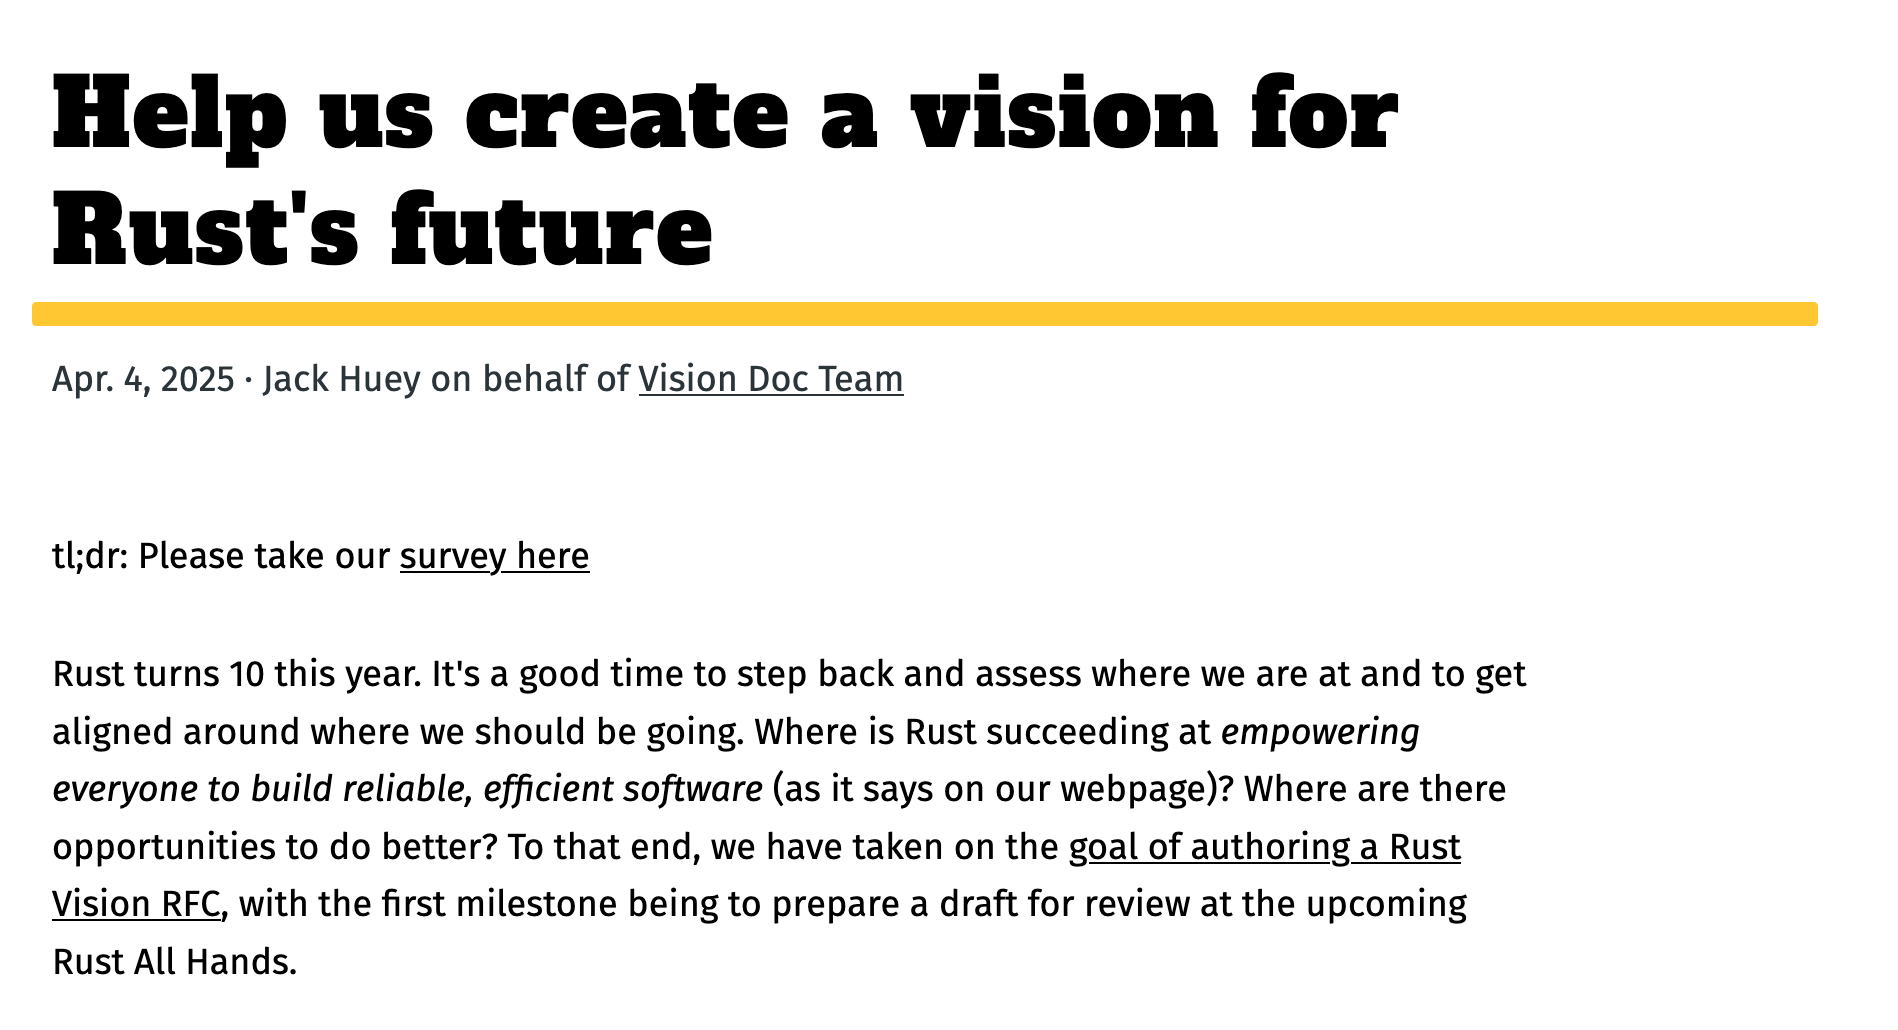 Help us create a vision for
Rust's future
Apr. 4, 2025 · Jack Huey on behalf of Vision Doc Team
tl;dr: Please take our survey here
Rust turns 10 this year. It's a good time to step back and assess where we are at and to get
aligned around where we should be going. Where is Rust succeeding at empowering
everyone to build reliable, efficient software (as it says on our webpage)? Where are there
opportunities to do better? To that end, we have taken on the goal of authoring a Rust
Vision RFC, with the first milestone being to prepare a draft for review at the upcoming
Rust All Hands.